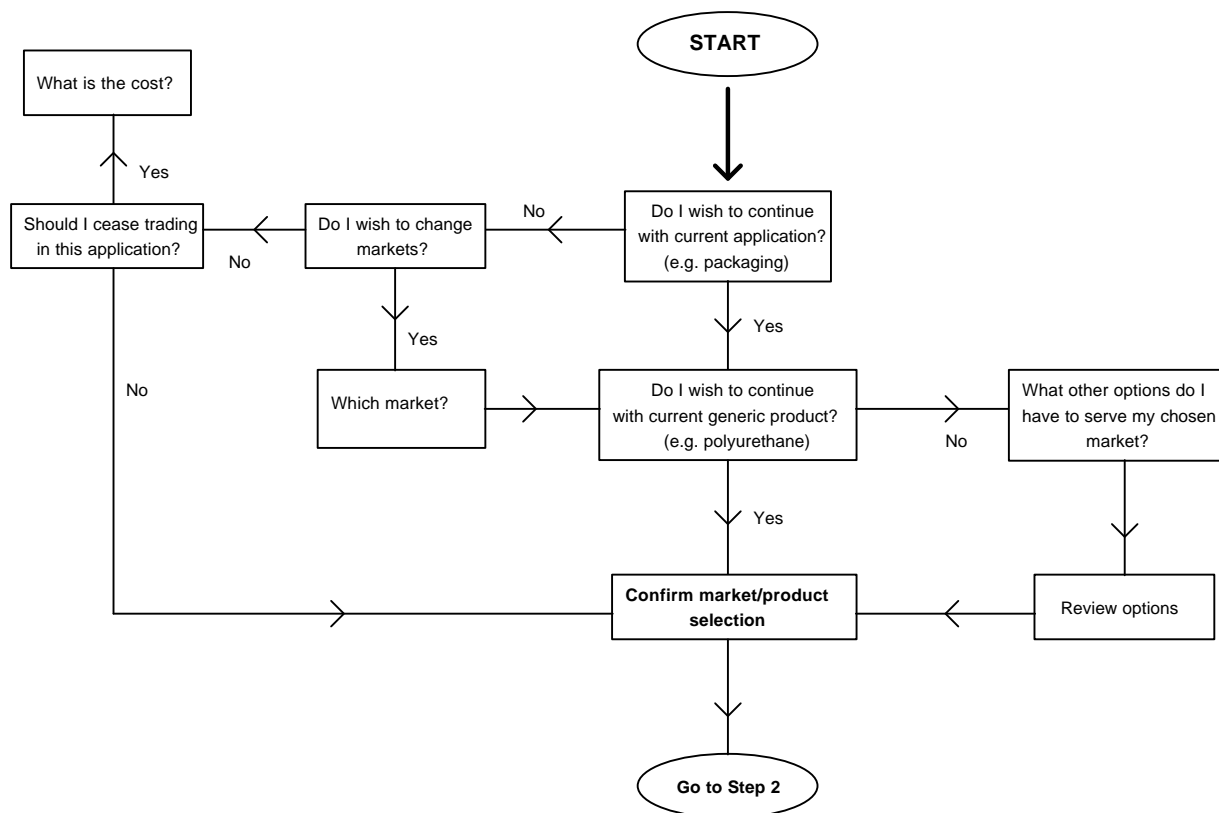 START
What is the cost?
Yes
Should I cease trading
in this application?
No
Do I wish to change
markets?
No
Do I wish to continue
with current application?
(e.g. packaging)
Yes
Yes
No
Which market?
Do I wish to continue
with current generic product?
(e.g. polyurethane)
No
What other options do I
have to serve my chosen
market?
Yes
Confirm market/product
selection
Review options
Go to Step 2